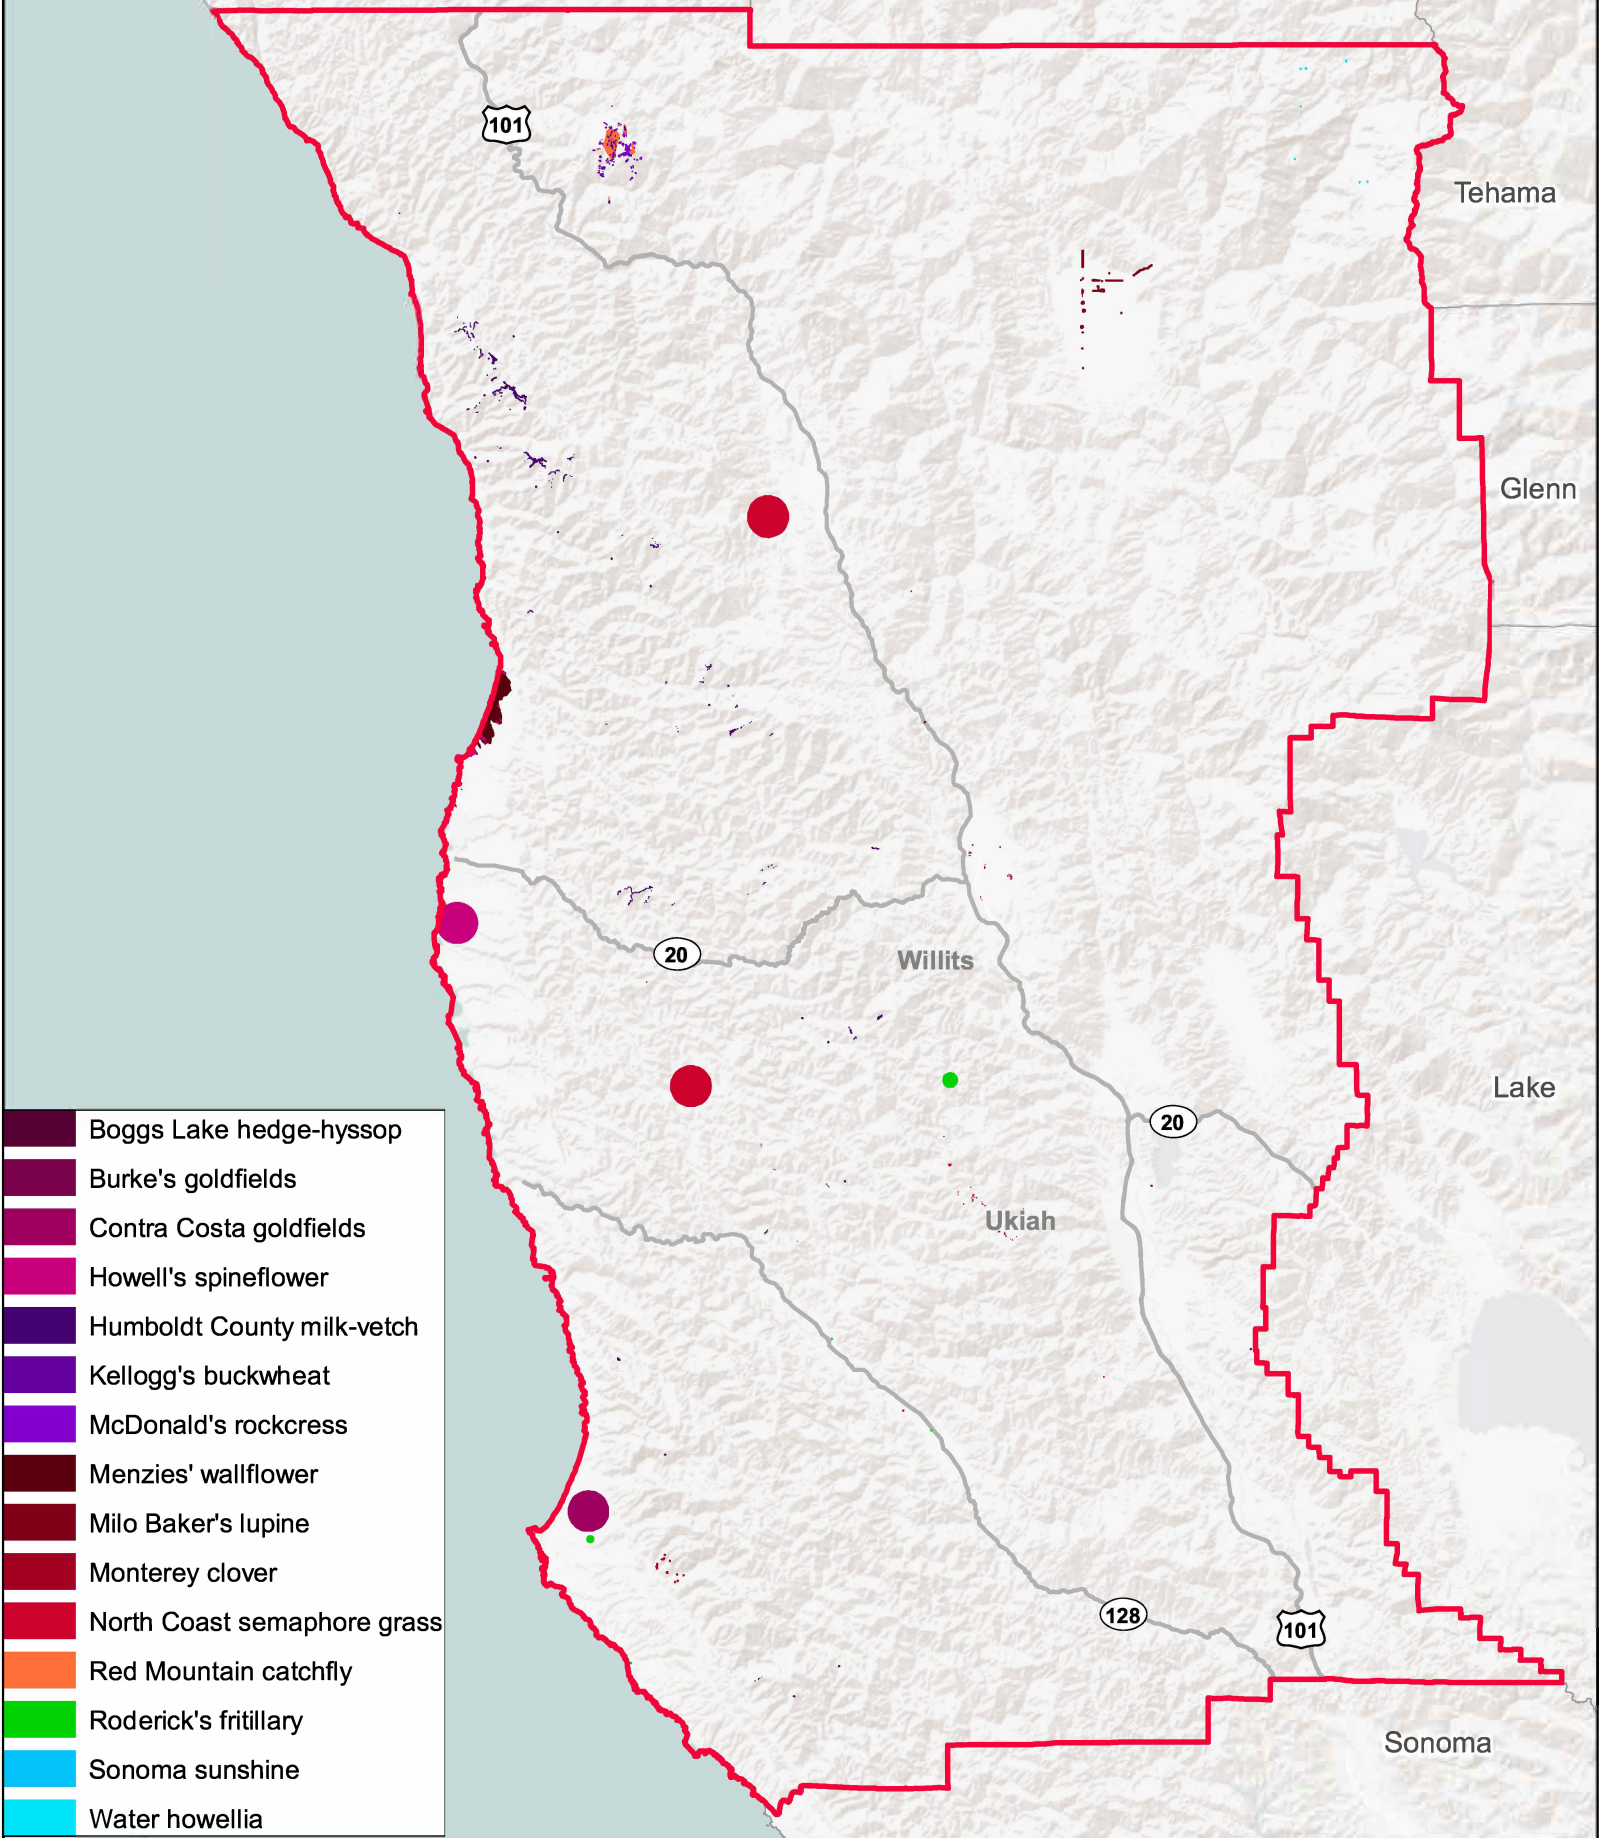 101
Tehama
Glenn
20
Willits
Lake
20
Ukiah
128
101
Sonoma
Boggs Lake hedge-hyssop
Burke's goldfields
Contra Costa goldfields
Howell's spineflower
Humboldt County milk-vetch
Kellogg's buckwheat
McDonald's rockcress
Menzies' wallflower
Milo Baker's lupine
Monterey clover
North Coast semaphore grass
Red Mountain catchfly
Roderick's fritillary
Sonoma sunshine
Water howellia